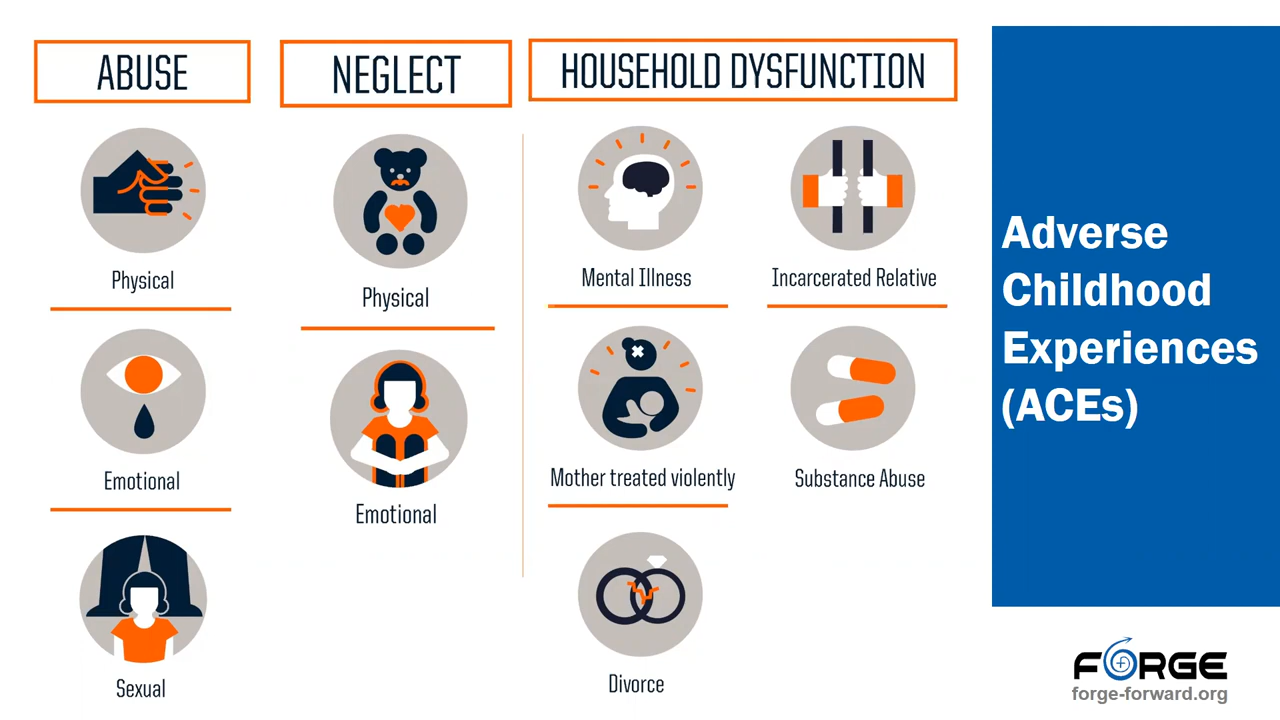 ABUSE
Physical
Emotional
Sexual
NEGLECT
Physical
Emotional
HOUSEHOLD DYSFUNCTION
Mental Illness
Incarcerated Relative
Mother treated violently
Substance Abuse
Divorce
Adverse
Childhood
Experiences
(ACEs)
FORGE
forge-forward.org